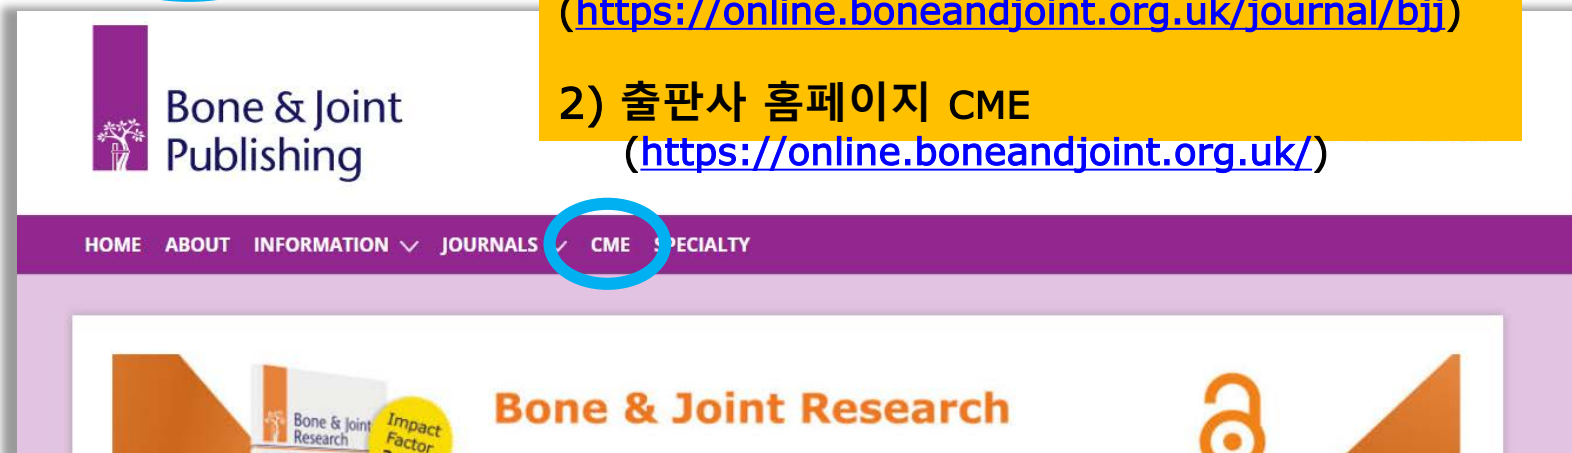 (https://online.boneandjoint.org.uk/journal/bjj)
2) 출판사 홈페이지 CME
(https://online.boneandjoint.org.uk/)
Bone & Joint
Publishing
HOME ABOUT INFORMATION JOURNALS CME SPECIALTY
Bone & Joint Research
Bone & Joint
Research
Impact
Factor